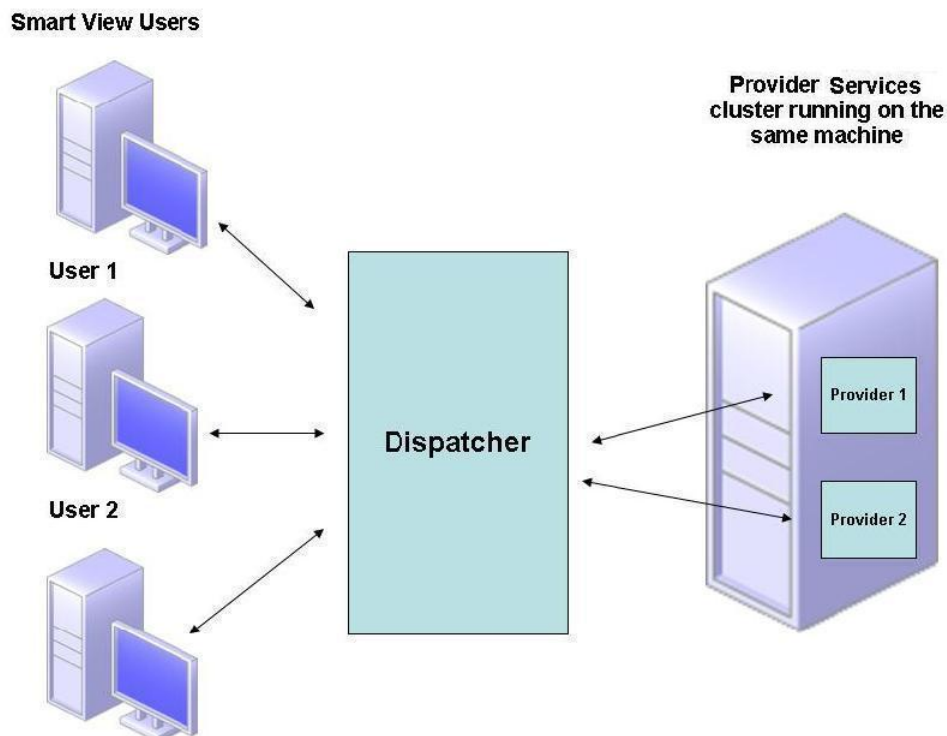 Smart View Users
Provider Services
cluster running on the
same machine
User 1
Provider 1
Dispatcher
User 2
Provider 2